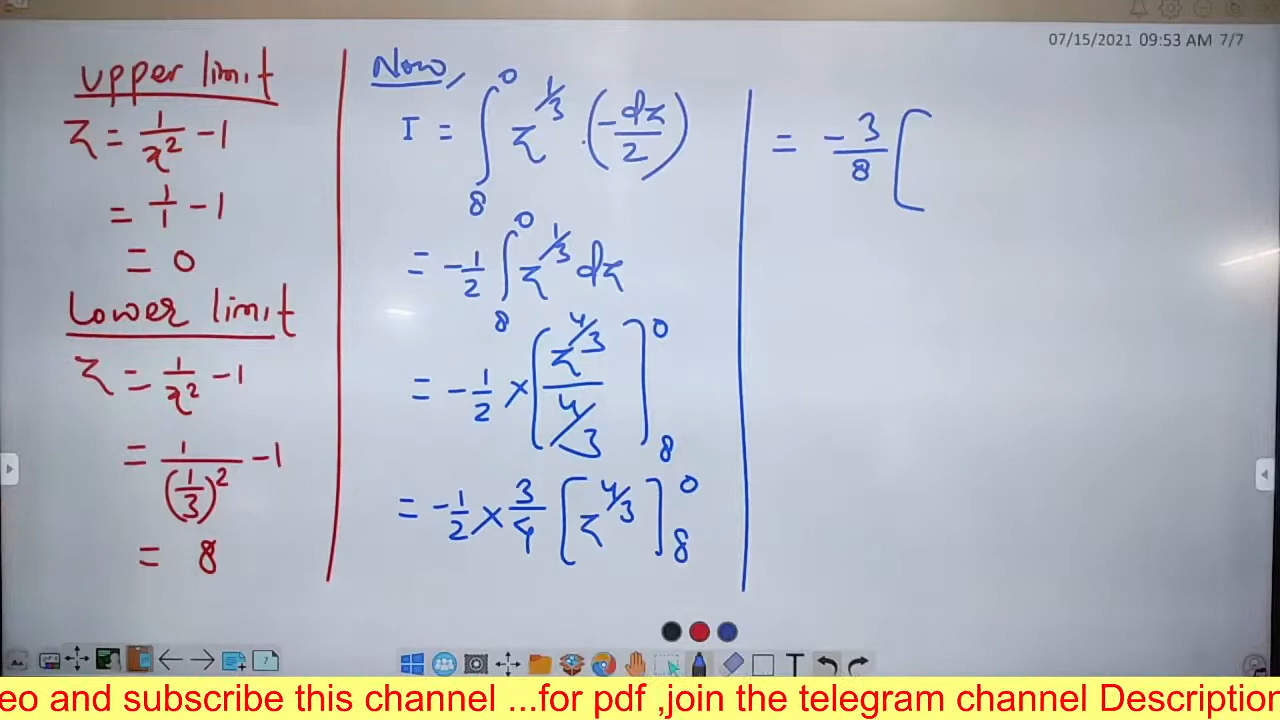 07/15/2021 09:53 AM 7/7
upper limit
z = 1/x² - 1
= 1/1 - 1
= 0
Lower limit
z = 1/x² - 1
= 1/(1/3)² - 1
= 8
Now,
I = ∫₈⁰ z^(1/3) · (-dz/2)
= -1/2 ∫₈⁰ z^(1/3) dz
= -1/2 × [z^(4/3) / (4/3)]₈⁰
= -1/2 × 3/4 [z^(4/3)]₈⁰
= -3/8 [
7
T
eo and subscribe this channel ...for pdf ,join the telegram channel Description